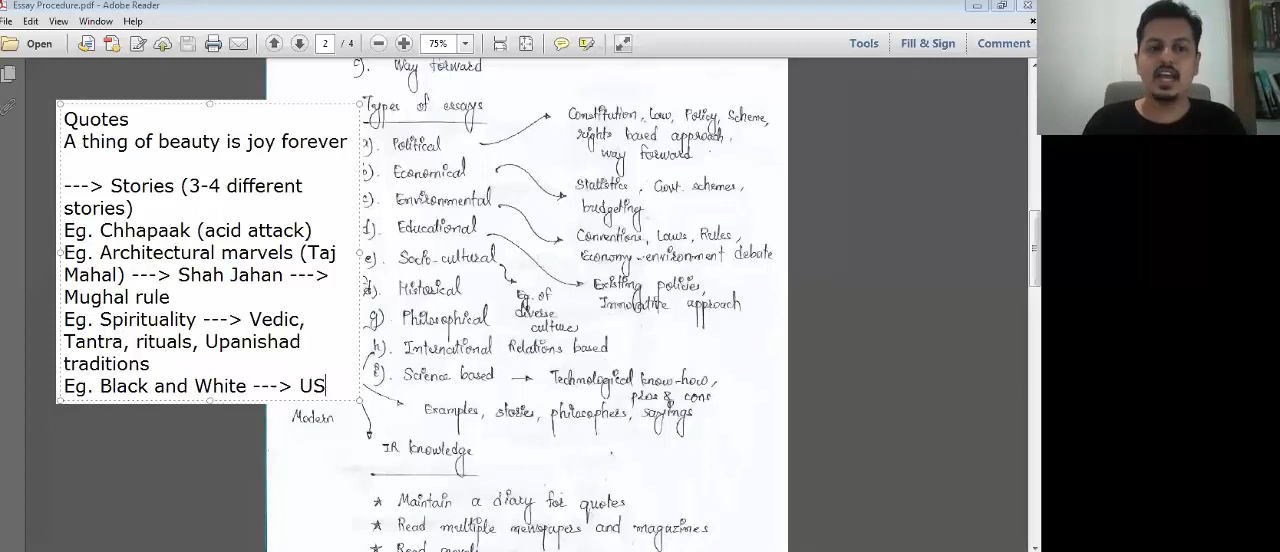 Essay Procedure.pdf - Adobe Reader
File Edit View Window Help
Open 2 / 4 75% Tools Fill & Sign Comment
Quotes
A thing of beauty is joy forever
---> Stories (3-4 different
stories)
Eg. Chhapaak (acid attack)
Eg. Architectural marvels (Taj
Mahal) ---> Shah Jahan --->
Mughal rule
Eg. Spirituality ---> Vedic,
Tantra, rituals, Upanishad
traditions
Eg. Black and White ---> US
Way forward
Types of essays
a). Political
b). Economical
c). Environmental
d). Educational
e). Socio-cultural
Historical
g). Philosophical
h). International Relations based
i). Science based
Constitution, Law, Policy, Scheme,
rights based approach,
way forward
Statistics, Govt. schemes,
budgeting
Conventions, Laws, Rules,
Economy-environment debate
Existing policies,
Innovative approach
Eg. of
diverse
culture
Technological know-how,
pros & cons
Examples, stories, philosophers, sayings
Modern
IR knowledge
* Maintain a diary for quotes
* Read multiple newspapers and magazines
* Read novels